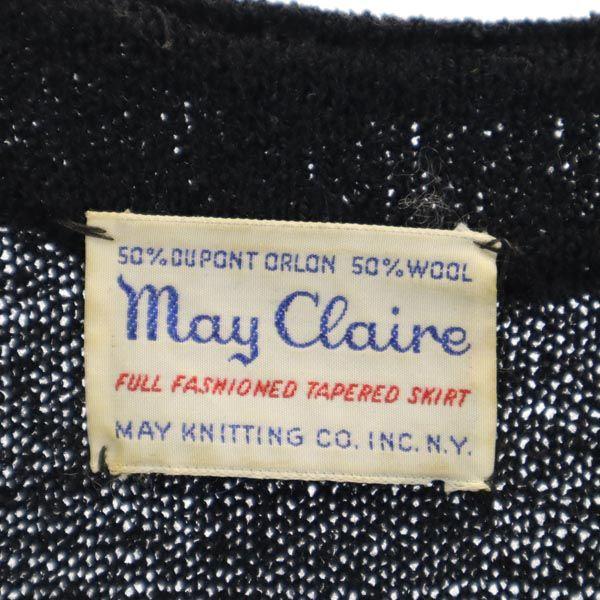 50% DUPONT ORLON 50% WOOL
May Claire
FULL FASHIONED TAPERED SKIRT
MAY KNITTING CO. INC. N.Y.